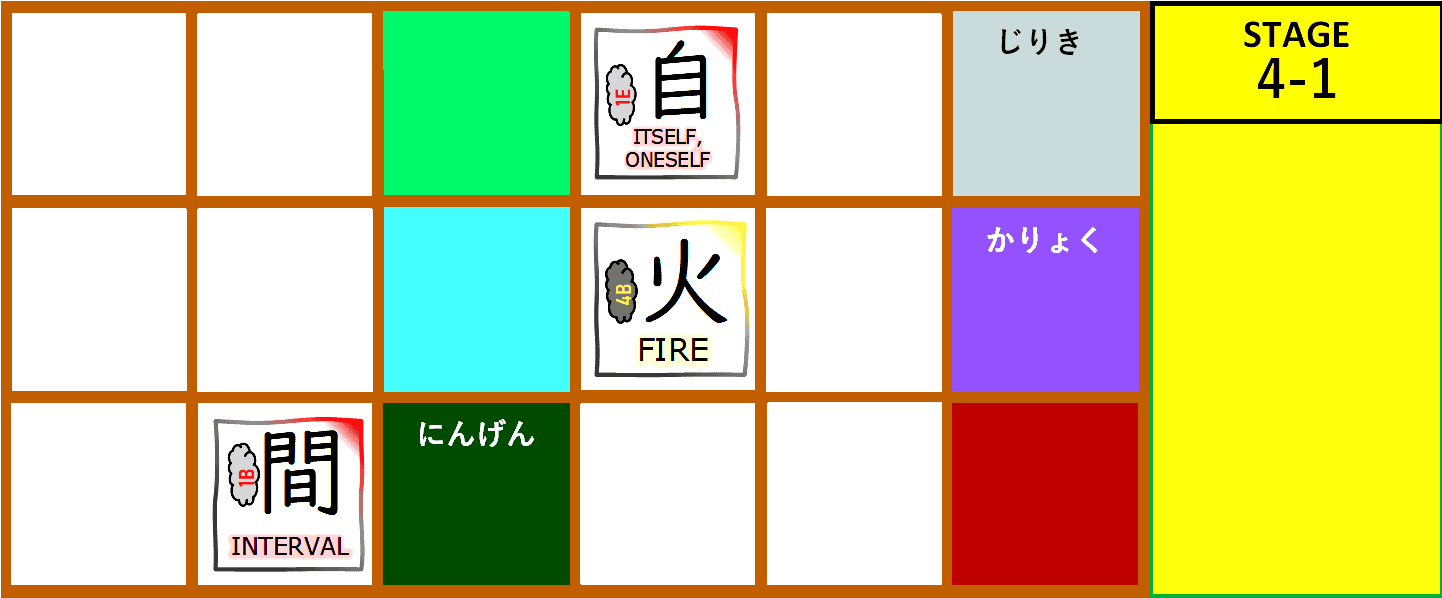 1E
自
ITSELF,
ONESELF
じりき
STAGE
4-1
4B
火
FIRE
かりょく
1B
間
INTERVAL
にんげん